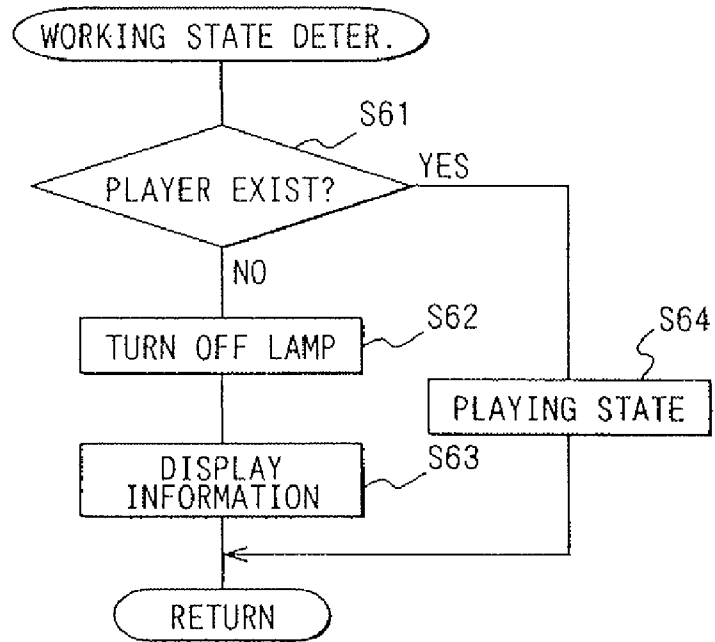 WORKING STATE DETER.
S61
PLAYER EXIST?
YES
NO
S62
TURN OFF LAMP
S64
PLAYING STATE
S63
DISPLAY
INFORMATION
RETURN